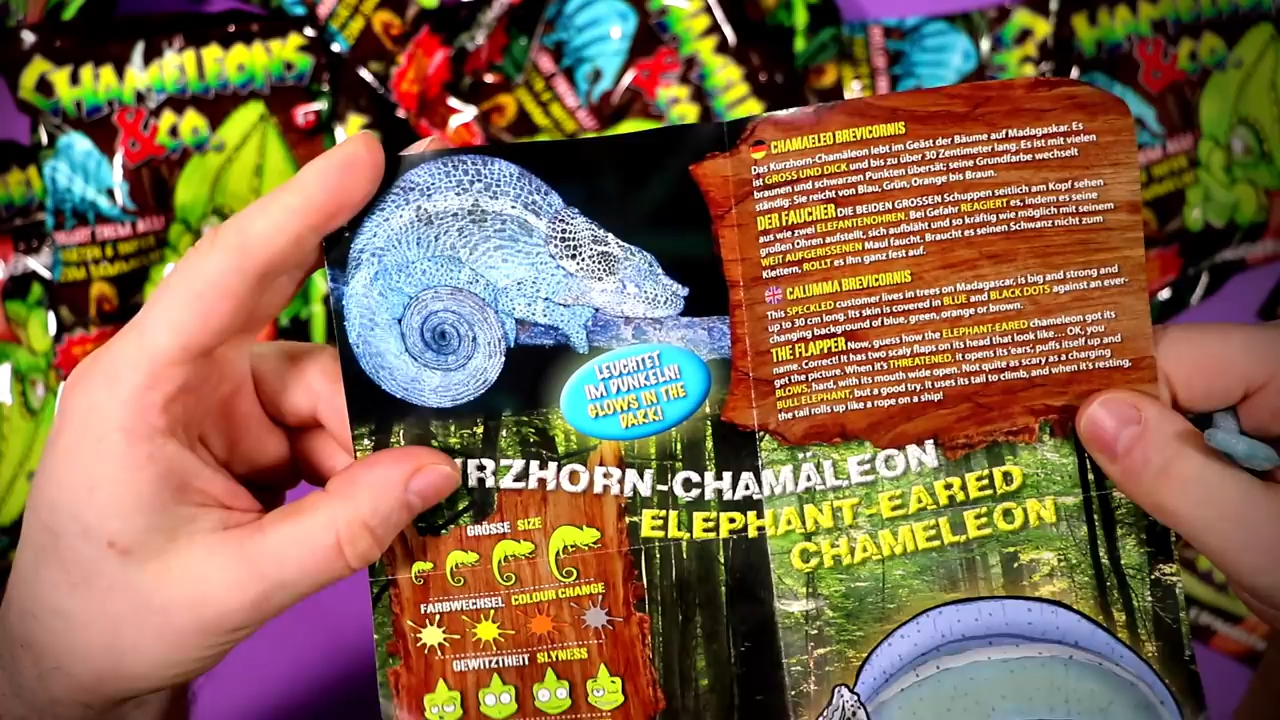 CHAMELEONS
& CO.
CHAMAELEO BREVICORNIS
Das Kurzhorn-Chamäleon lebt im Geäst der Bäume auf Madagaskar. Es
ist GROSS UND DICK und bis zu über 30 Zentimeter lang. Es ist mit vielen
braunen und schwarzen Punkten übersät; seine Grundfarbe wechselt
ständig: Sie reicht von Blau, Grün, Orange bis Braun.
DER FAUCHER DIE BEIDEN GROSSEN Schuppen seitlich am Kopf sehen
aus wie zwei ELEFANTENOHREN. Bei Gefahr REAGIERT es, indem es seine
großen Ohren aufstellt, sich aufbläht und so kräftig wie möglich mit seinem
WEIT AUFGERISSENEN Maul faucht. Braucht es seinen Schwanz nicht zum
Klettern, ROLLT es ihn ganz fest auf.
CALUMMA BREVICORNIS
This SPECKLED customer lives in trees on Madagascar, is big and strong and
up to 30 cm long. Its skin is covered in BLUE and BLACK DOTS against an ever-
changing background of blue, green, orange or brown.
THE FLAPPER Now, guess how the ELEPHANT-EARED chameleon got its
name. Correct! It has two scaly flaps on its head that look like... OK, you
get the picture. When it's THREATENED, it opens its 'ears', puffs itself up and
BLOWS, hard, with its mouth wide open. Not quite as scary as a charging
BULL ELEPHANT, but a good try. It uses its tail to climb, and when it's resting,
the tail rolls up like a rope on a ship!
LEUCHTET
IM DUNKELN!
GLOWS IN THE
DARK!
URZHORN-CHAMÄLEON
ELEPHANT-EARED
CHAMELEON
GRÖSSE SIZE
FARBWECHSEL COLOUR CHANGE
GEWITZTHEIT SLYNESS